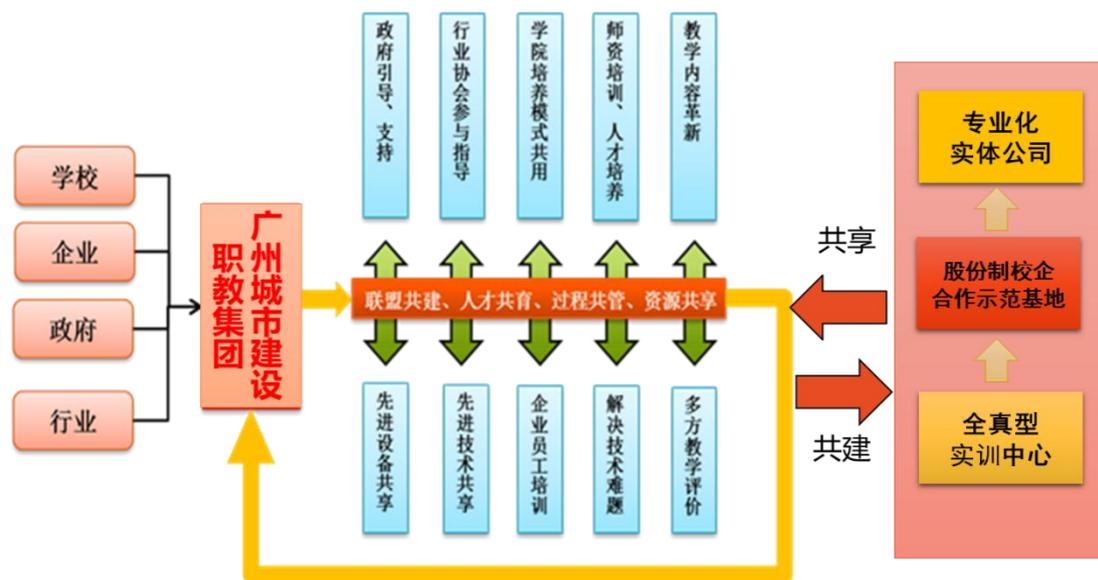 学校
企业
政府
行业
广州城市建设
职教集团
政府引导、支持
行业协会参与指导
学院培养模式共用
师资培训、人才培养
教学内容革新
联盟共建、人才共育、过程共管、资源共享
先进设备共享
先进技术共享
企业员工培训
解决技术难题
多方教学评价
共享
共建
专业化
实体公司
股份制校企
合作示范基地
全真型
实训中心